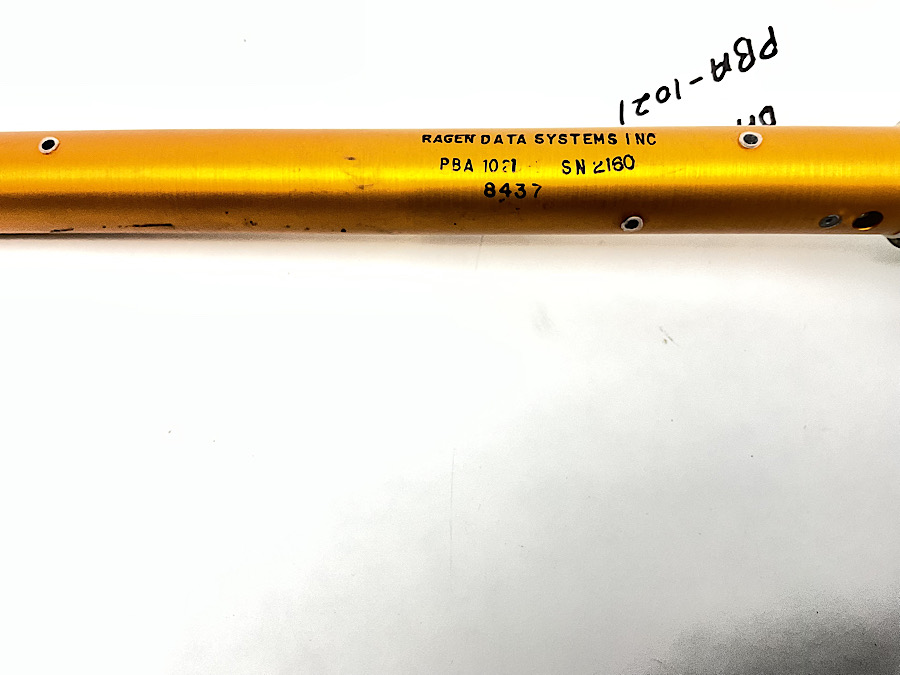 PBA-1021
RAGEN DATA SYSTEMS INC
PBA 1021 SN 2160
8437